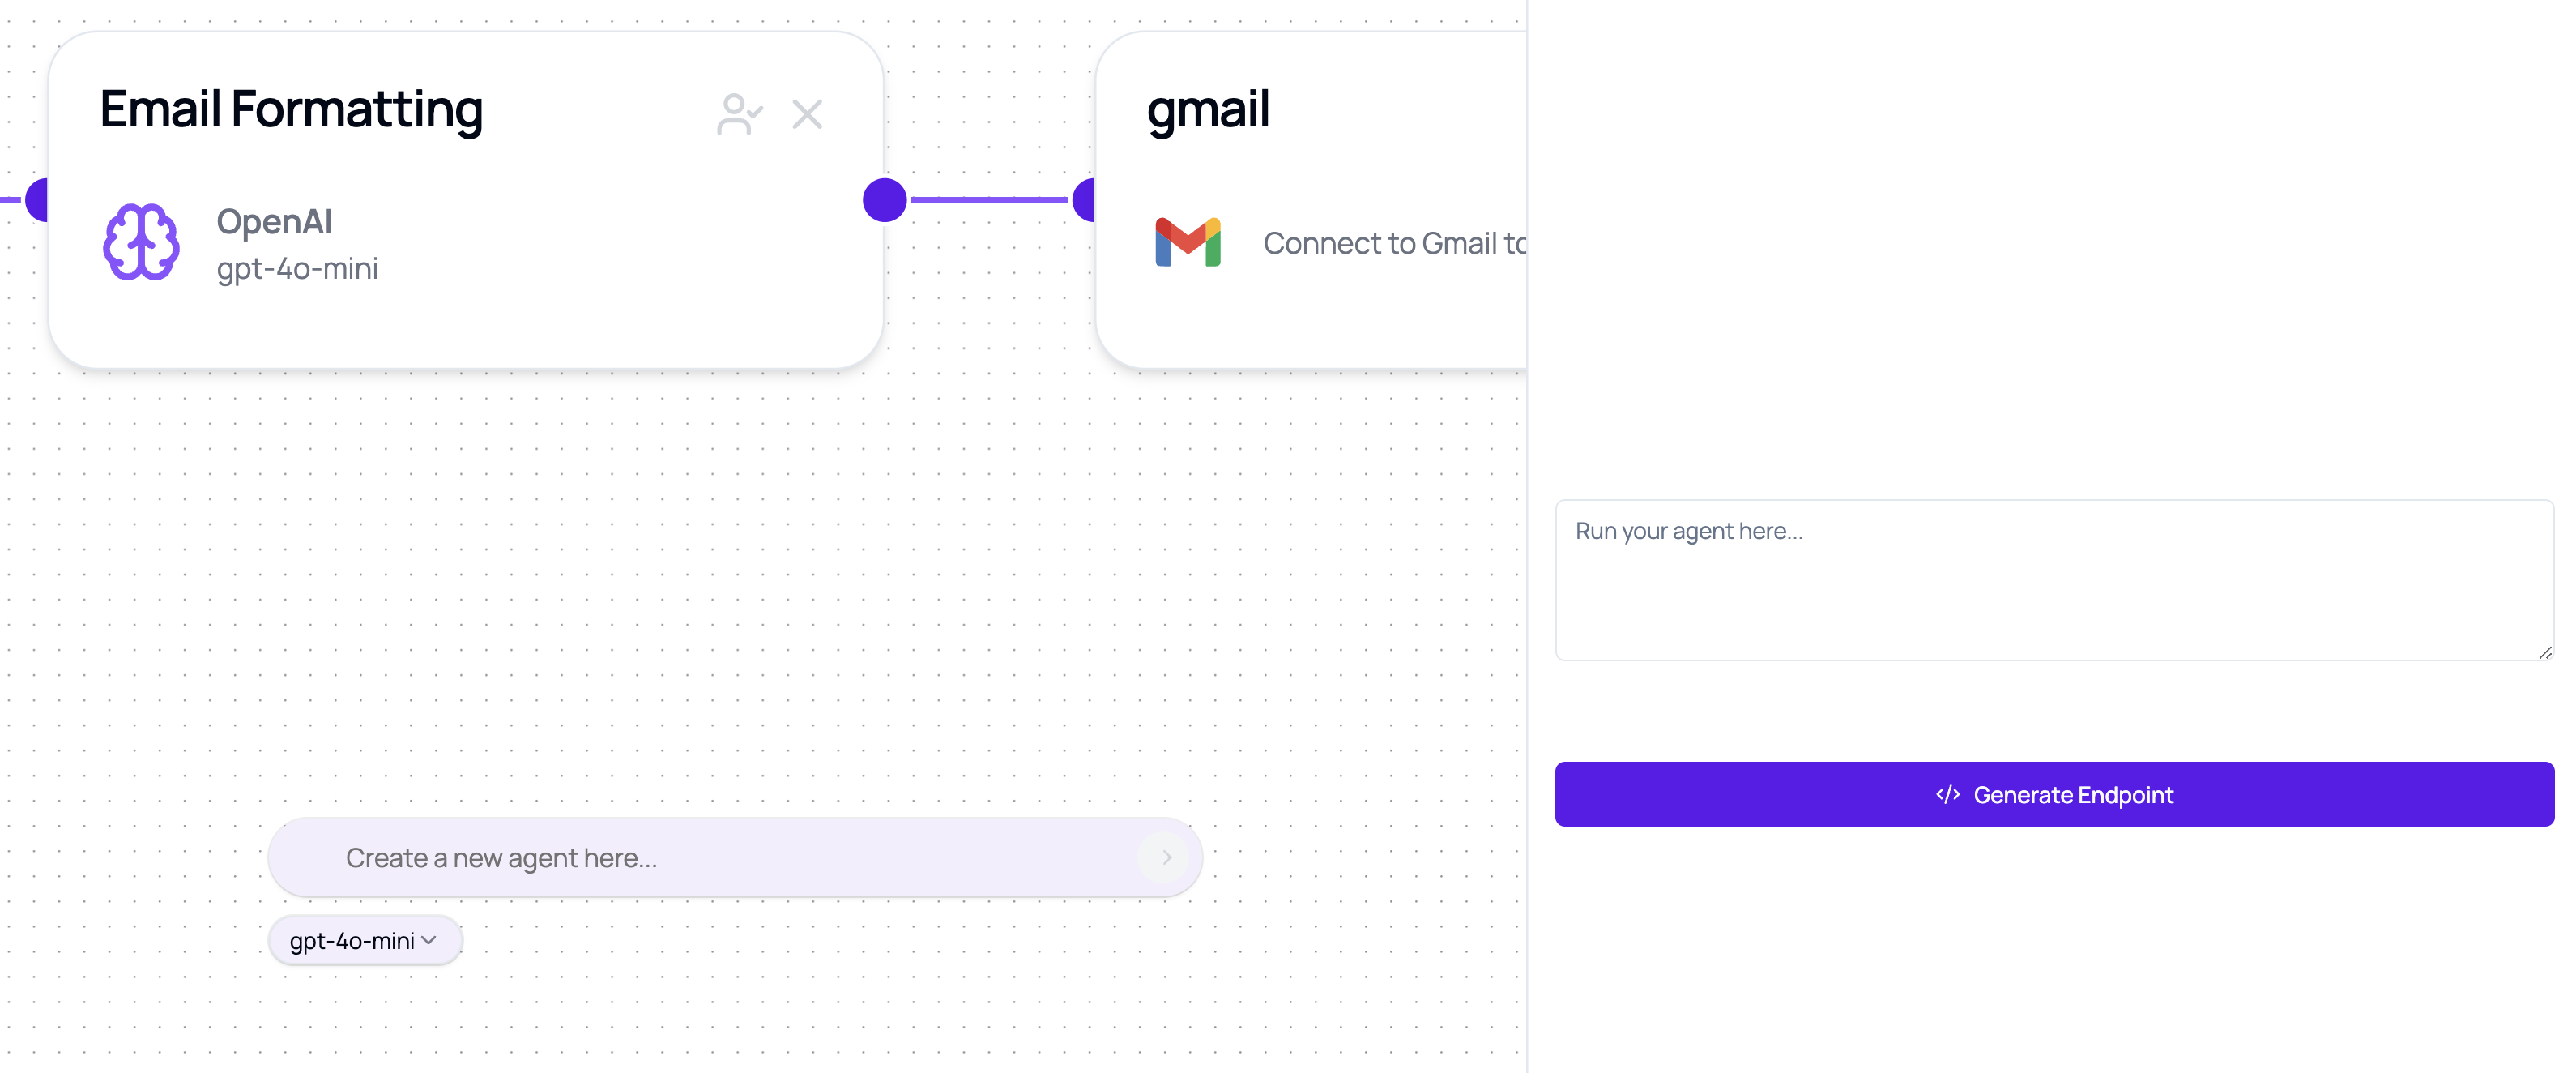 Email Formatting
OpenAI
gpt-4o-mini
gmail
Connect to Gmail to
Run your agent here...
Generate Endpoint
Create a new agent here...
gpt-4o-mini